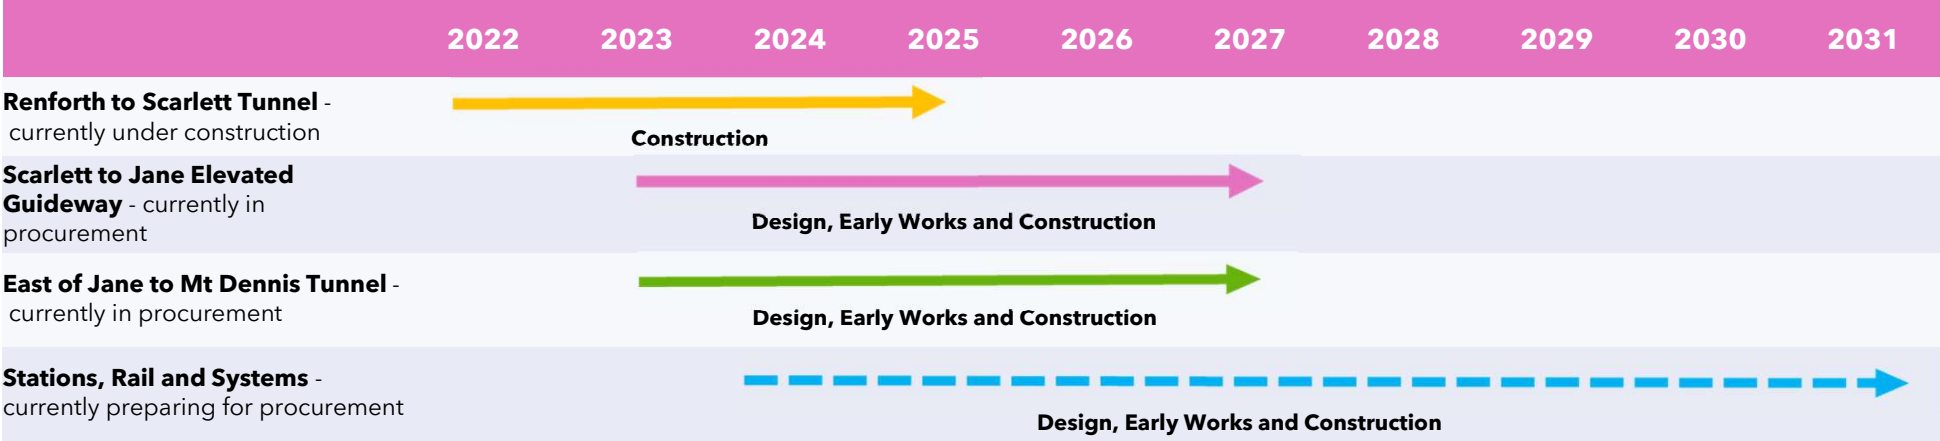 2022 2023 2024 2025 2026 2027 2028 2029 2030 2031
Renforth to Scarlett Tunnel -
currently under construction
Construction
Scarlett to Jane Elevated
Guideway - currently in
procurement
Design, Early Works and Construction
East of Jane to Mt Dennis Tunnel -
currently in procurement
Design, Early Works and Construction
Stations, Rail and Systems -
currently preparing for procurement
Design, Early Works and Construction